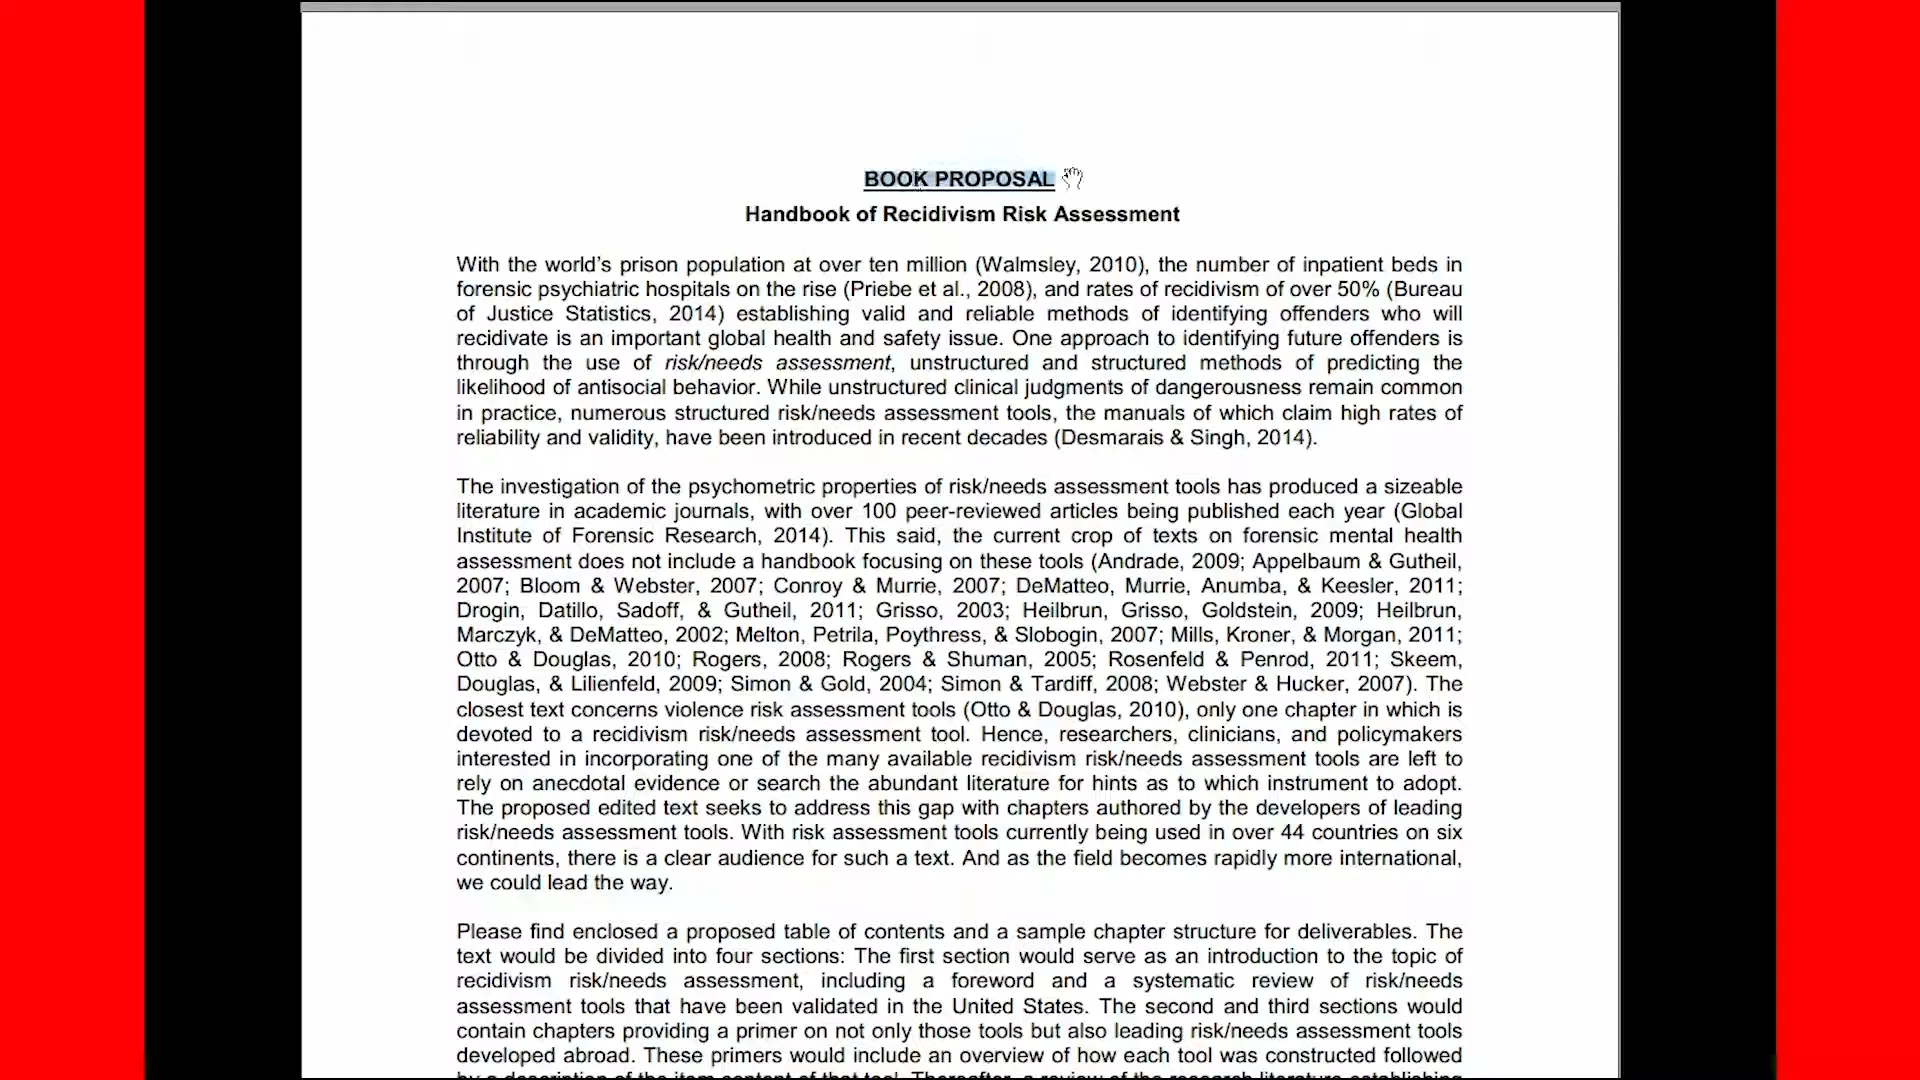 BOOK PROPOSAL
Handbook of Recidivism Risk Assessment
With the world's prison population at over ten million (Walmsley, 2010), the number of inpatient beds in
forensic psychiatric hospitals on the rise (Priebe et al., 2008), and rates of recidivism of over 50% (Bureau
of Justice Statistics, 2014) establishing valid and reliable methods of identifying offenders who will
recidivate is an important global health and safety issue. One approach to identifying future offenders is
through the use of risk/needs assessment, unstructured and structured methods of predicting the
likelihood of antisocial behavior. While unstructured clinical judgments of dangerousness remain common
in practice, numerous structured risk/needs assessment tools, the manuals of which claim high rates of
reliability and validity, have been introduced in recent decades (Desmarais & Singh, 2014).
The investigation of the psychometric properties of risk/needs assessment tools has produced a sizeable
literature in academic journals, with over 100 peer-reviewed articles being published each year (Global
Institute of Forensic Research, 2014). This said, the current crop of texts on forensic mental health
assessment does not include a handbook focusing on these tools (Andrade, 2009; Appelbaum & Gutheil,
2007; Bloom & Webster, 2007; Conroy & Murrie, 2007; DeMatteo, Murrie, Anumba, & Keesler, 2011;
Drogin, Datillo, Sadoff, & Gutheil, 2011; Grisso, 2003; Heilbrun, Grisso, Goldstein, 2009; Heilbrun,
Marczyk, & DeMatteo, 2002; Melton, Petrila, Poythress, & Slobogin, 2007; Mills, Kroner, & Morgan, 2011;
Otto & Douglas, 2010; Rogers, 2008; Rogers & Shuman, 2005; Rosenfeld & Penrod, 2011; Skeem,
Douglas, & Lilienfeld, 2009; Simon & Gold, 2004; Simon & Tardiff, 2008; Webster & Hucker, 2007). The
closest text concerns violence risk assessment tools (Otto & Douglas, 2010), only one chapter in which is
devoted to a recidivism risk/needs assessment tool. Hence, researchers, clinicians, and policymakers
interested in incorporating one of the many available recidivism risk/needs assessment tools are left to
rely on anecdotal evidence or search the abundant literature for hints as to which instrument to adopt.
The proposed edited text seeks to address this gap with chapters authored by the developers of leading
risk/needs assessment tools. With risk assessment tools currently being used in over 44 countries on six
continents, there is a clear audience for such a text. And as the field becomes rapidly more international,
we could lead the way.
Please find enclosed a proposed table of contents and a sample chapter structure for deliverables. The
text would be divided into four sections: The first section would serve as an introduction to the topic of
recidivism risk/needs assessment, including a foreword and a systematic review of risk/needs
assessment tools that have been validated in the United States. The second and third sections would
contain chapters providing a primer on not only those tools but also leading risk/needs assessment tools
developed abroad. These primers would include an overview of how each tool was constructed followed